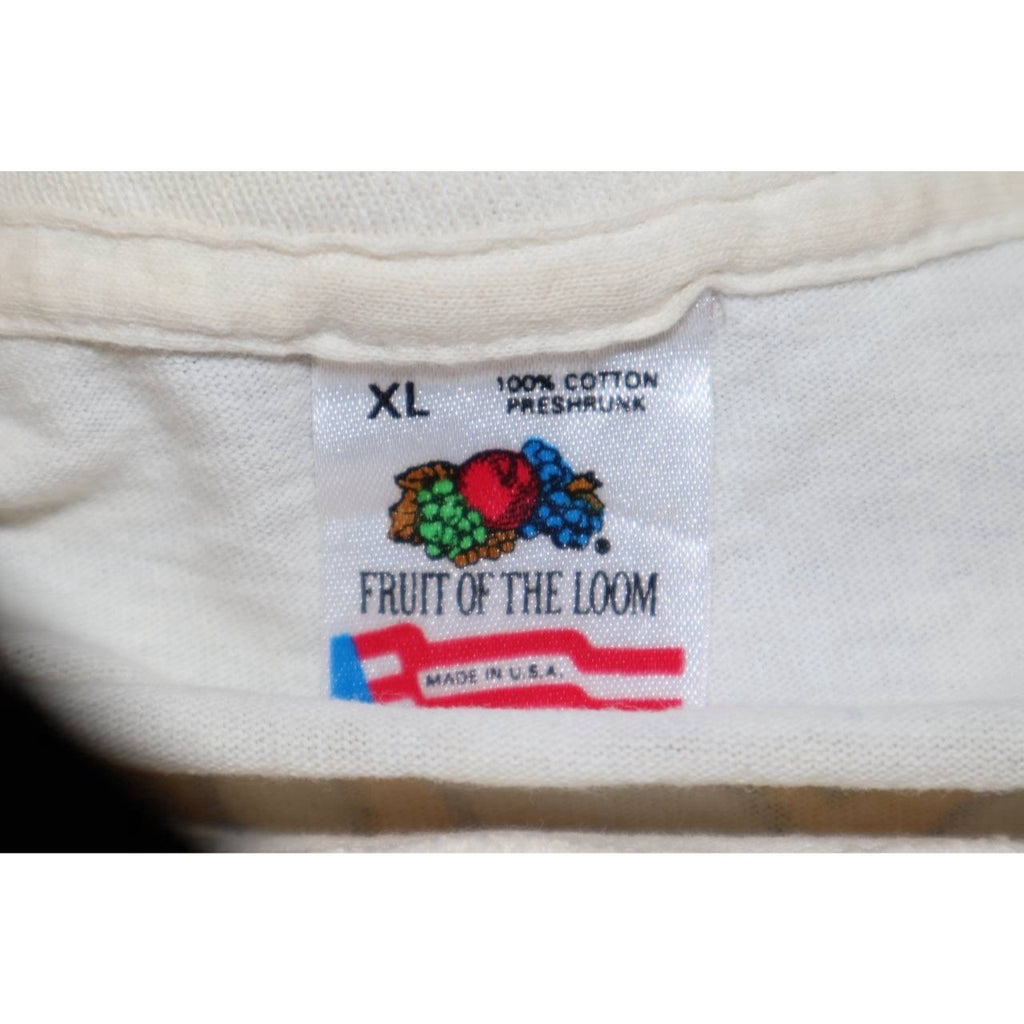 XL
100% COTTON
PRESHRUNK
FRUIT OF THE LOOM
MADE IN U.S.A.